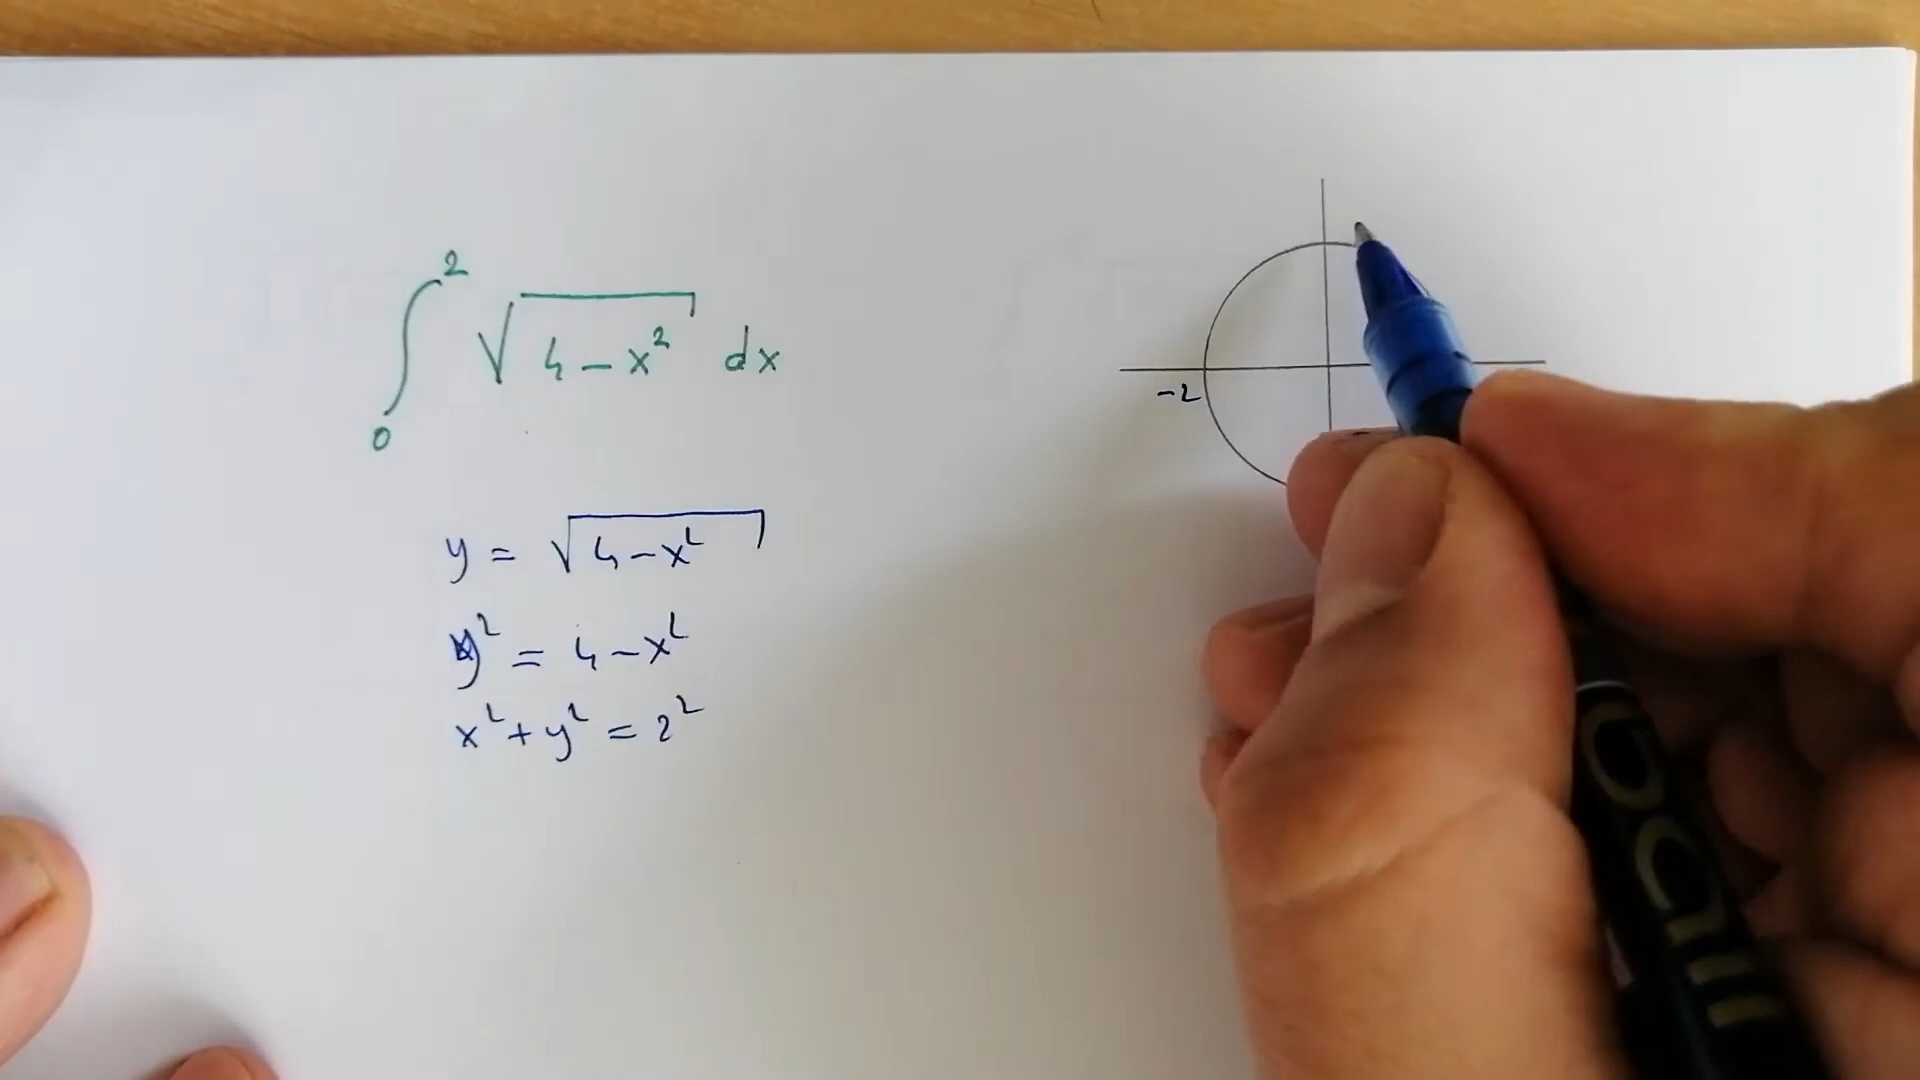 ∫₀² √(4-x²) dx
y = √(4-x²)
y² = 4-x²
x²+y² = 2²
-2